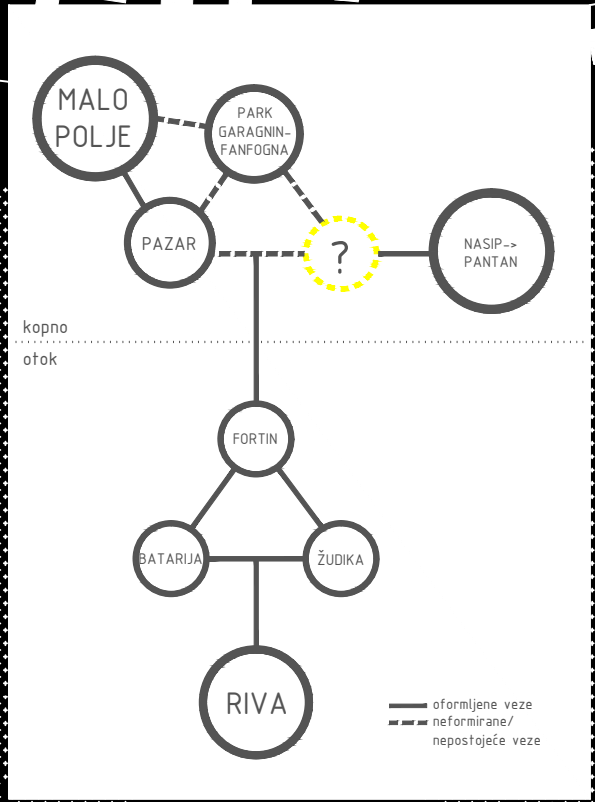 MALO
POLJE
PARK
GARAGNIN-
FANFOGNA
PAZAR
?
NASIP->
PANTAN
kopno
otok
FORTIN
BATARIJA
ŽUDIKA
RIVA
oformljene veze
neformirane/
nepostojeće veze